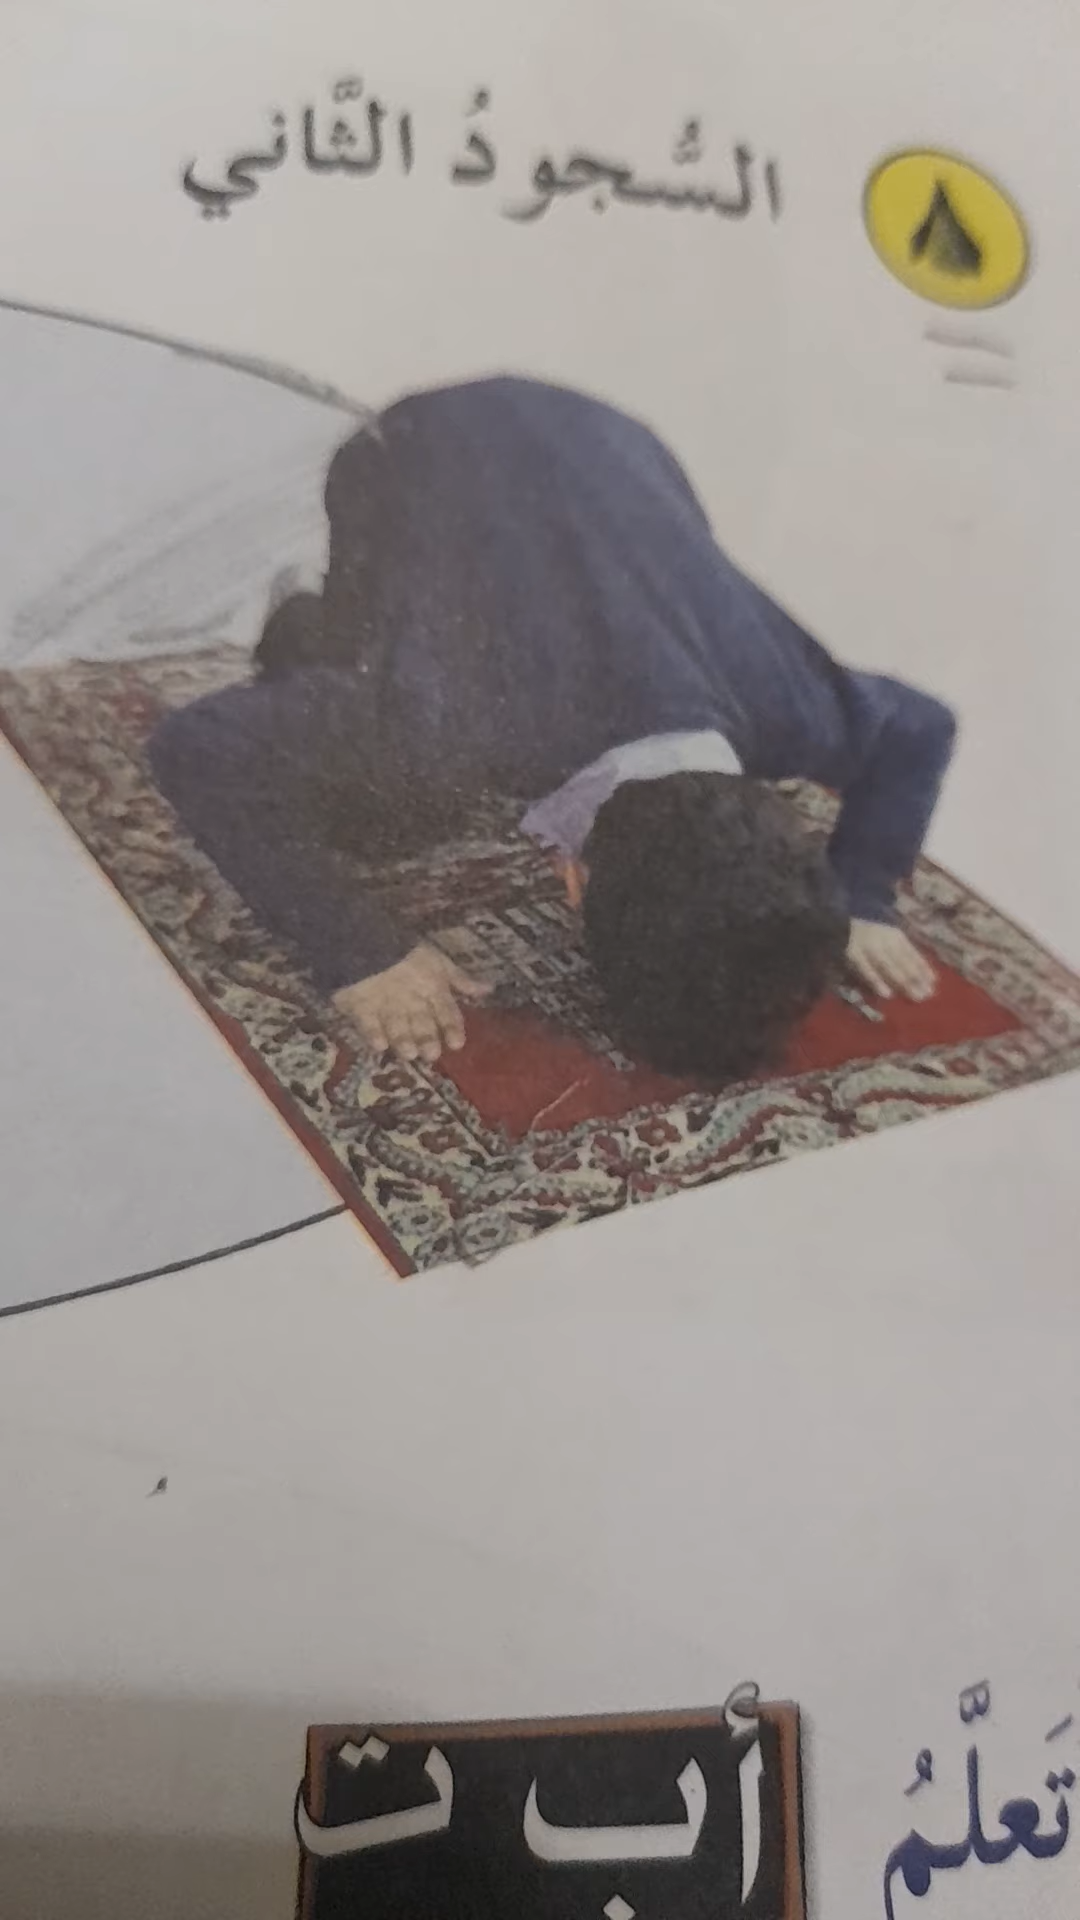 ٨ السُّجودُ الثَّاني
تَعلَّمُ
أ ب ت